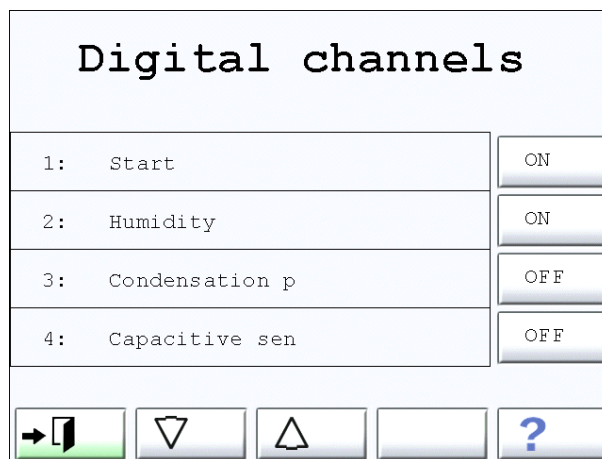 Digital channels
1: Start ON
2: Humidity ON
3: Condensation p OFF
4: Capacitive sen OFF
?